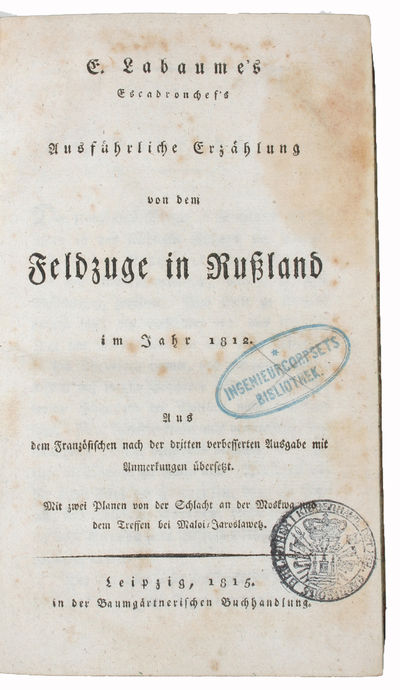 E. Labaume's
Escadronchef's
Ausführliche Erzählung
von dem
Feldzuge in Rußland
im Jahr 1812.
INGENIEURCORPSETS
BIBLIOTHEK.
Aus
dem Französischen nach der dritten verbesserten Ausgabe mit
Anmerkungen übersetzt.
Mit zwei Planen von der Schlacht an der Moskwa und
dem Treffen bei Maloi-Jaroslawetz.
Leipzig, 1815.
in der Baumgärtnerischen Buchhandlung.